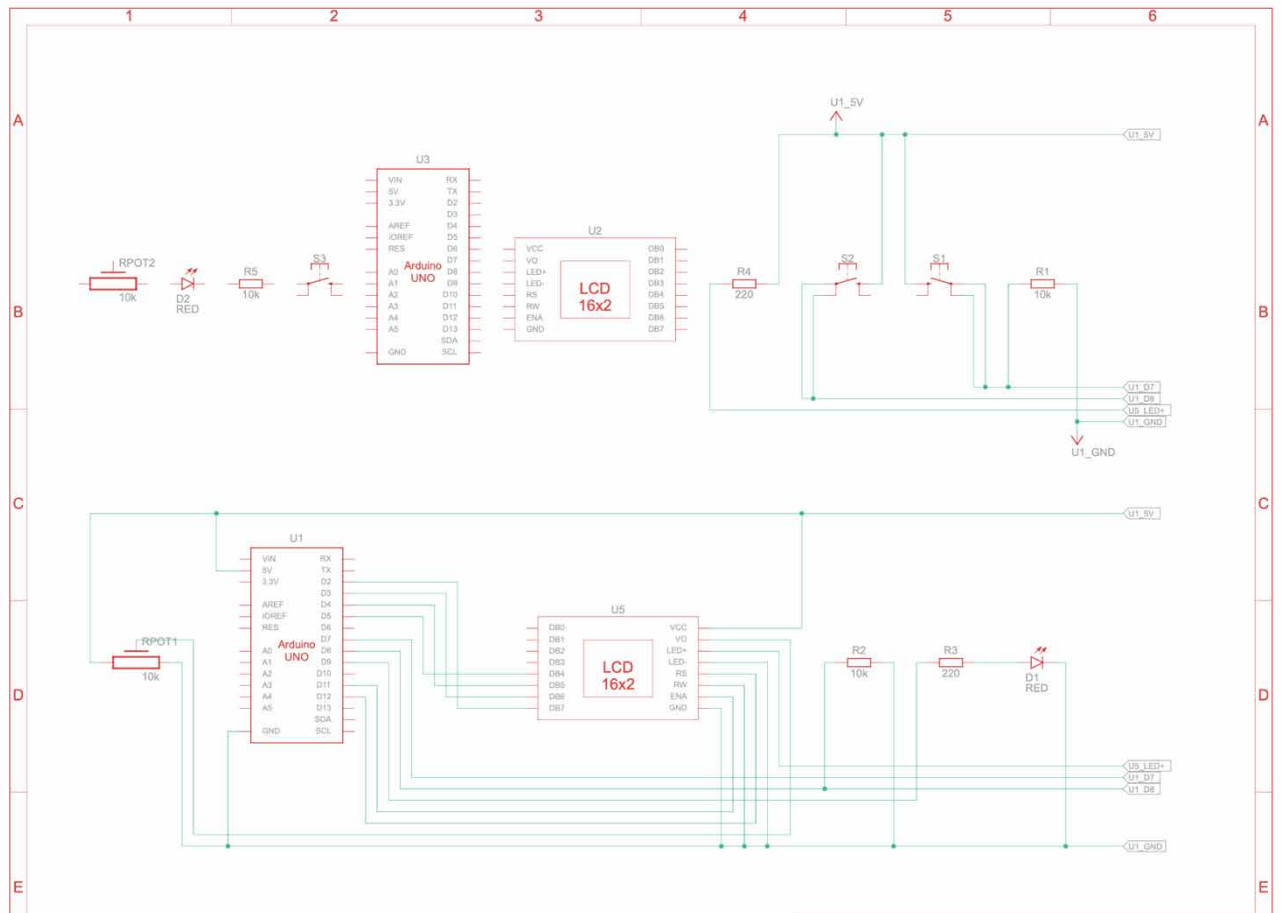 1 2 3 4 5 6
A A
U1_5V
U1_5V
U3
VIN RX
5V TX
3.3V D2
D3
AREF D4
IOREF D5
RES D6
D7
A0 D8
A1 D9
A2 D10
A3 D11
A4 D12
A5 D13
SDA
GND SCL
Arduino
UNO
U2
VCC DB0
VO DB1
LED+ DB2
LED- DB3
RS DB4
RW DB5
ENA DB6
GND DB7
LCD
16x2
RPOT2
10k
D2
RED
R5
10k
S3
R4
220
S2
S1
R1
10k
B B
U1_D7
U1_D8
U5_LED+
U1_GND
U1_GND
C C
U1_5V
U1
VIN RX
5V TX
3.3V D2
D3
AREF D4
IOREF D5
RES D6
D7
A0 D8
A1 D9
A2 D10
A3 D11
A4 D12
A5 D13
SDA
GND SCL
Arduino
UNO
RPOT1
10k
U5
DB0 VCC
DB1 VO
DB2 LED+
DB3 LED-
DB4 RS
DB5 RW
DB6 ENA
DB7 GND
LCD
16x2
R2
10k
R3
220
D1
RED
D D
U5_LED+
U1_D7
U1_D8
U1_GND
E E